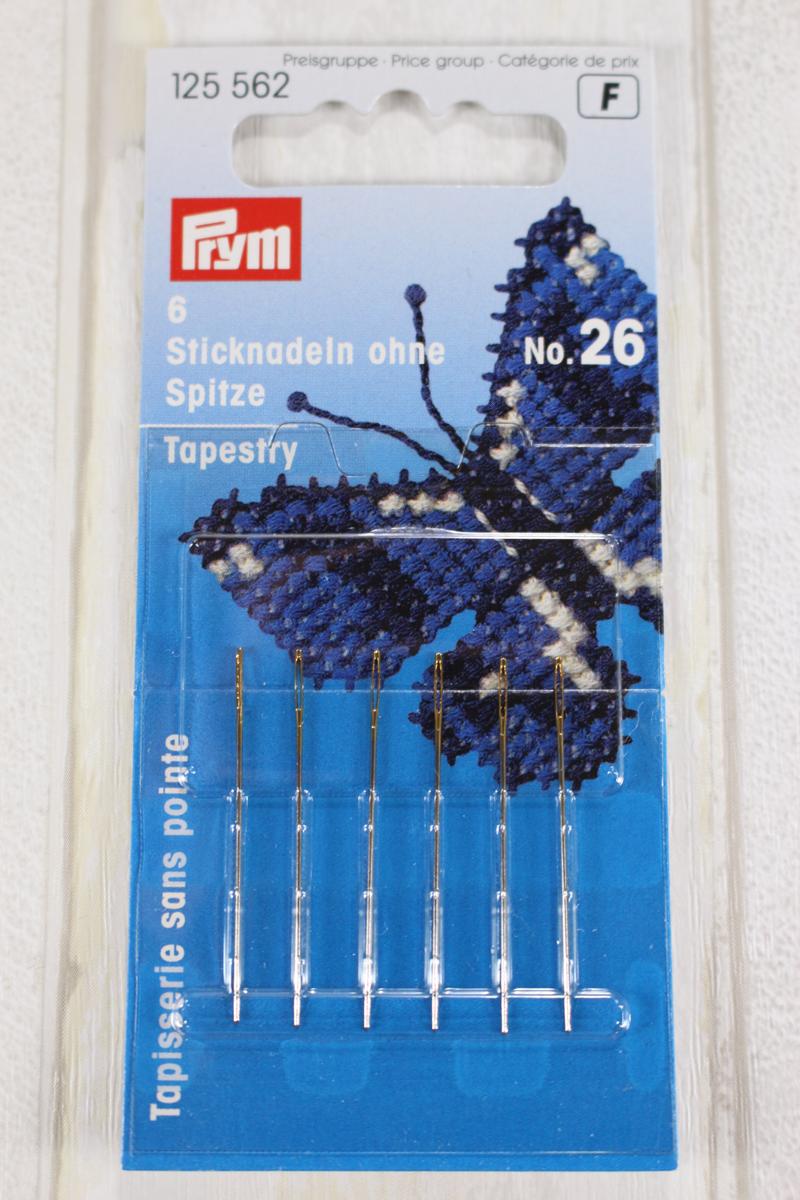 Preisgruppe · Price group · Catégorie de prix
125 562
F
Prym
6
Sticknadeln ohne
Spitze
No. 26
Tapestry
Tapisserie sans pointe